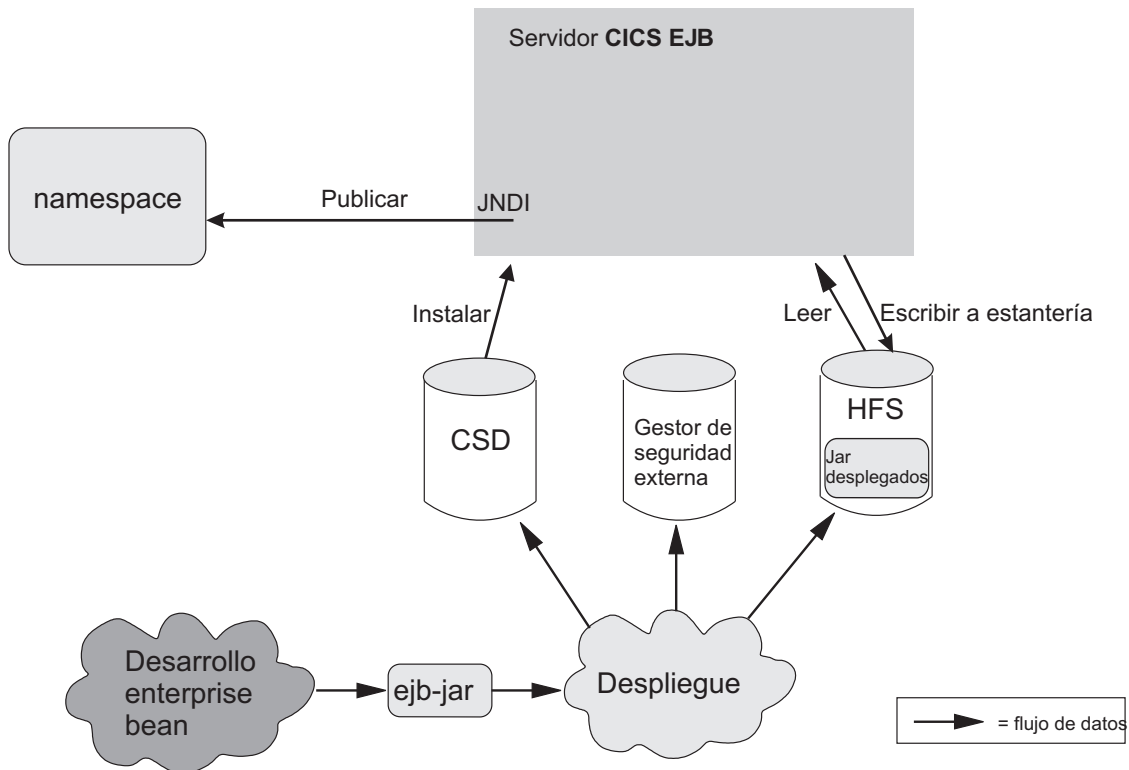 Servidor CICS EJB
namespace
Publicar
JNDI
Instalar
Leer
Escribir a estantería
CSD
Gestor de
seguridad
externa
HFS
Jar
desplegados
Desarrollo
enterprise
bean
ejb-jar
Despliegue
= flujo de datos